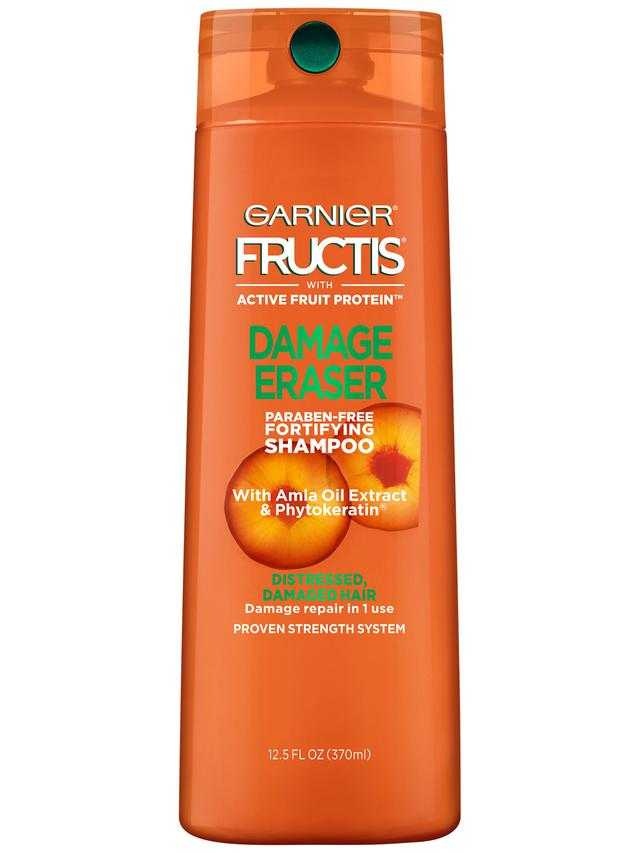 GARNIER®
FRUCTIS®
WITH
ACTIVE FRUIT PROTEIN™
DAMAGE
ERASER
PARABEN-FREE
FORTIFYING
SHAMPOO
With Amla Oil Extract
& Phytokeratin®
DISTRESSED,
DAMAGED HAIR
Damage repair in 1 use
PROVEN STRENGTH SYSTEM
12.5 FL OZ (370ml)